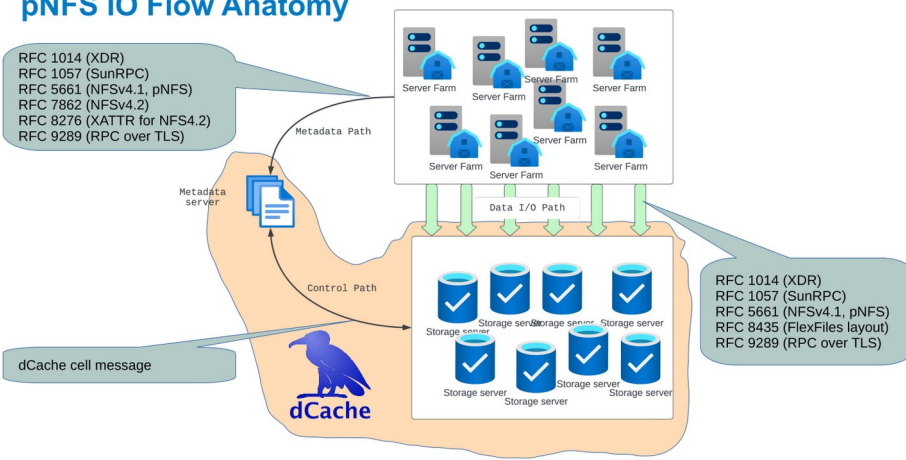 pNFS IO Flow Anatomy
RFC 1014 (XDR)
RFC 1057 (SunRPC)
RFC 5661 (NFSv4.1, pNFS)
RFC 7862 (NFSv4.2)
RFC 8276 (XATTR for NFS4.2)
RFC 9289 (RPC over TLS)
Server Farm
Server Farm
Server Farm
Server Farm
Server Farm
Server Farm
Server Farm
Server Farm
Metadata Path
Metadata
server
Data I/O Path
Control Path
Storage server
Storage server
Storage server
Storage server
Storage server
Storage server
Storage server
Storage server
RFC 1014 (XDR)
RFC 1057 (SunRPC)
RFC 5661 (NFSv4.1, pNFS)
RFC 8435 (FlexFiles layout)
RFC 9289 (RPC over TLS)
dCache cell message
dCache